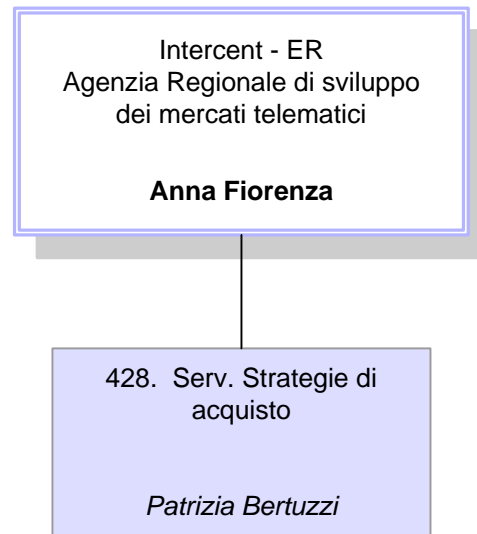 Intercent - ER
Agenzia Regionale di sviluppo
dei mercati telematici
Anna Fiorenza
428. Serv. Strategie di
acquisto
Patrizia Bertuzzi